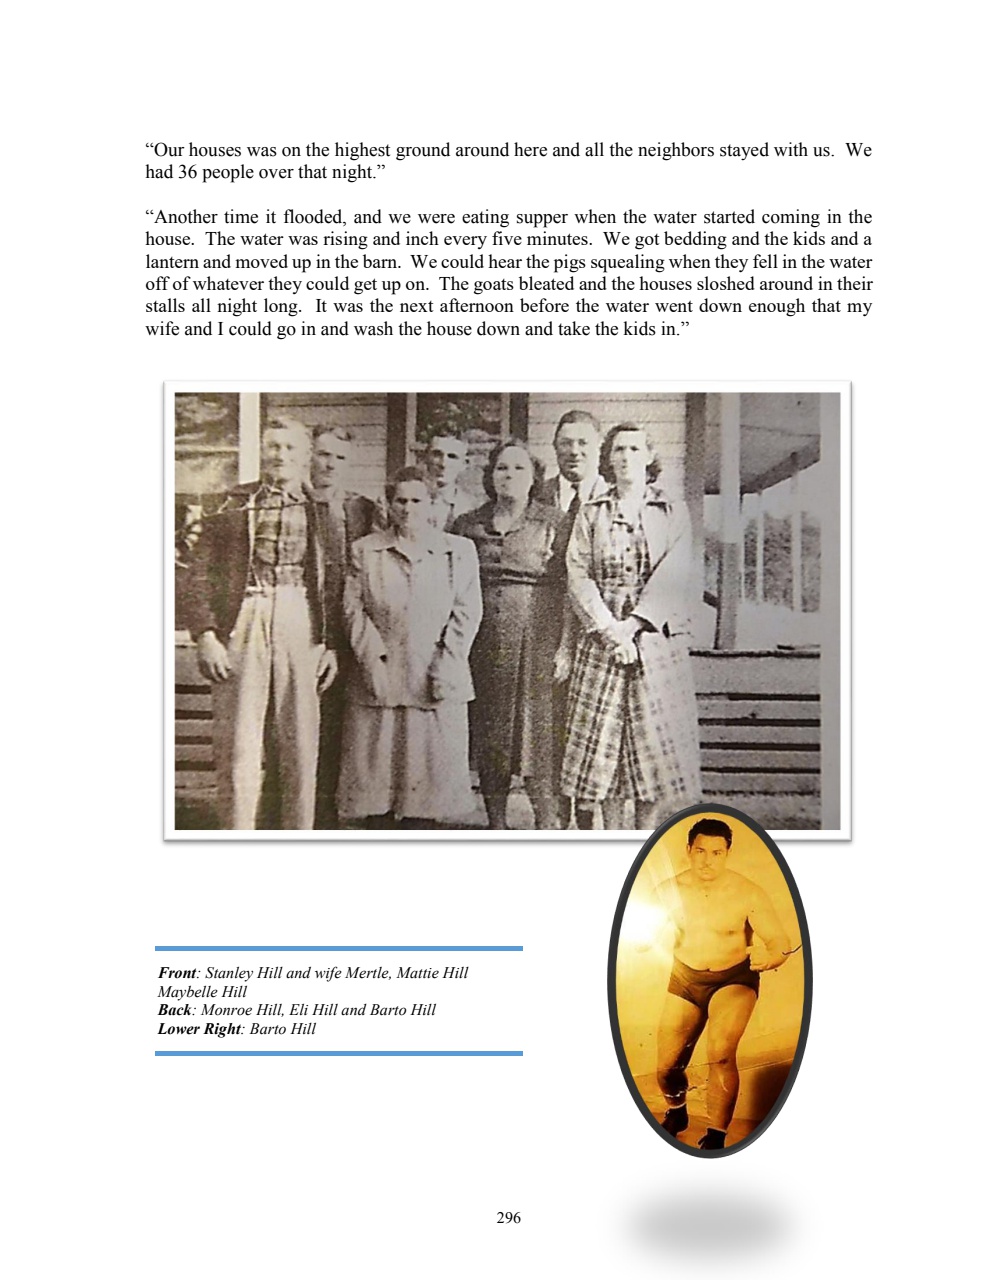 “Our houses was on the highest ground around here and all the neighbors stayed with us.  We
had 36 people over that night.”
“Another time it flooded, and we were eating supper when the water started coming in the
house.  The water was rising and inch every five minutes.  We got bedding and the kids and a
lantern and moved up in the barn.  We could hear the pigs squealing when they fell in the water
off of whatever they could get up on.  The goats bleated and the houses sloshed around in their
stalls all night long.  It was the next afternoon before the water went down enough that my
wife and I could go in and wash the house down and take the kids in.”
Front: Stanley Hill and wife Mertle, Mattie Hill
Maybelle Hill
Back: Monroe Hill, Eli Hill and Barto Hill
Lower Right: Barto Hill
296